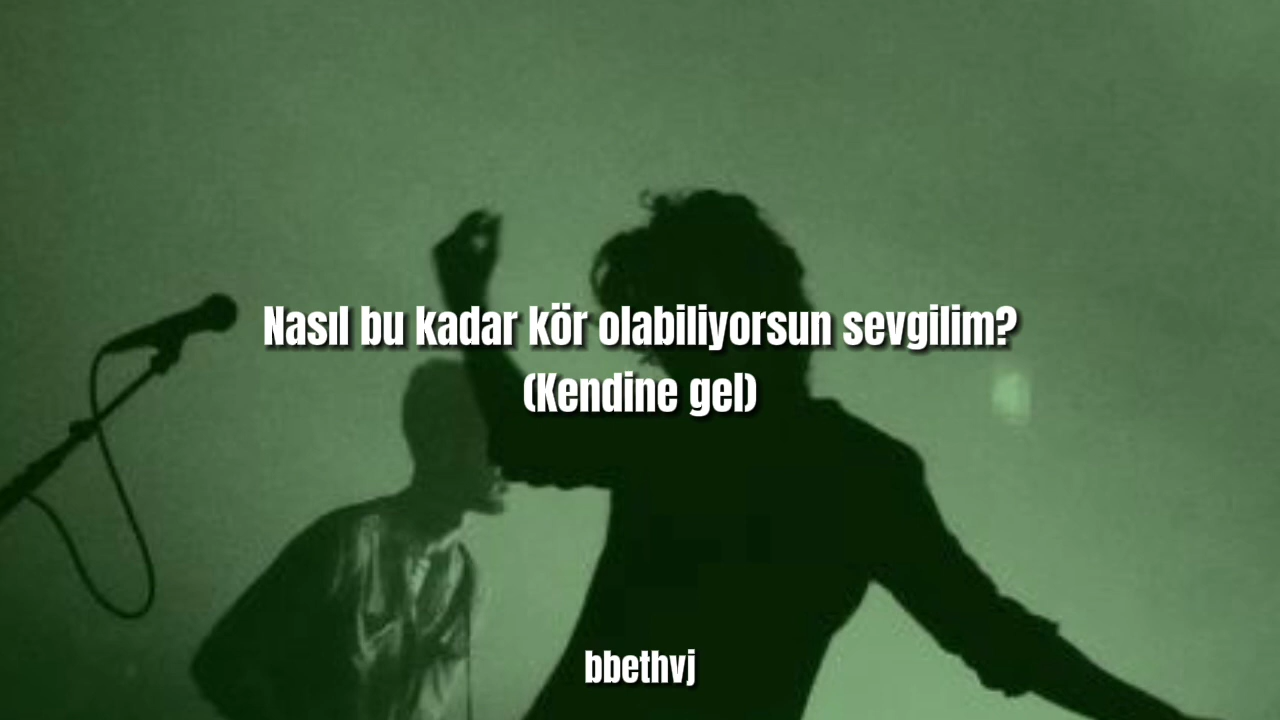 Nasıl bu kadar kör olabiliyorsun sevgilim?
(Kendine gel)
bbethvj